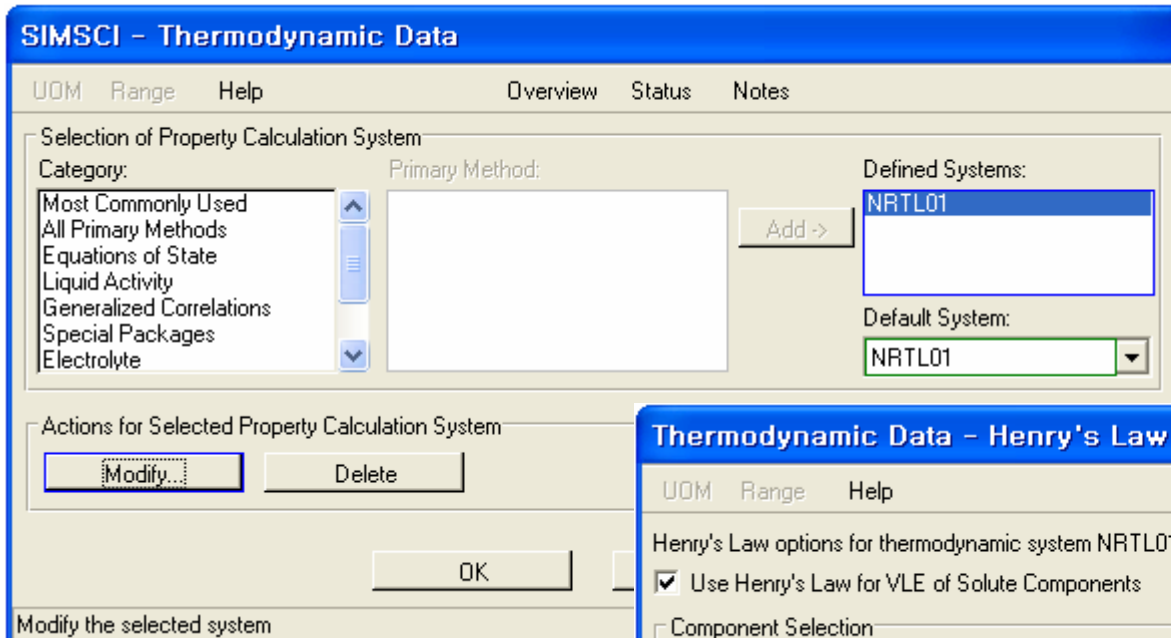 SIMSCI - Thermodynamic Data
UOM Range Help Overview Status Notes
Selection of Property Calculation System
Category: Primary Method: Defined Systems:
Most Commonly Used
All Primary Methods
Equations of State
Liquid Activity
Generalized Correlations
Special Packages
Electrolyte
Add ->
NRTL01
Default System:
NRTL01
Actions for Selected Property Calculation System
Modify... Delete
OK
Modify the selected system
Thermodynamic Data - Henry's Law
UOM Range Help
Henry's Law options for thermodynamic system NRTL01
Use Henry's Law for VLE of Solute Components
Component Selection